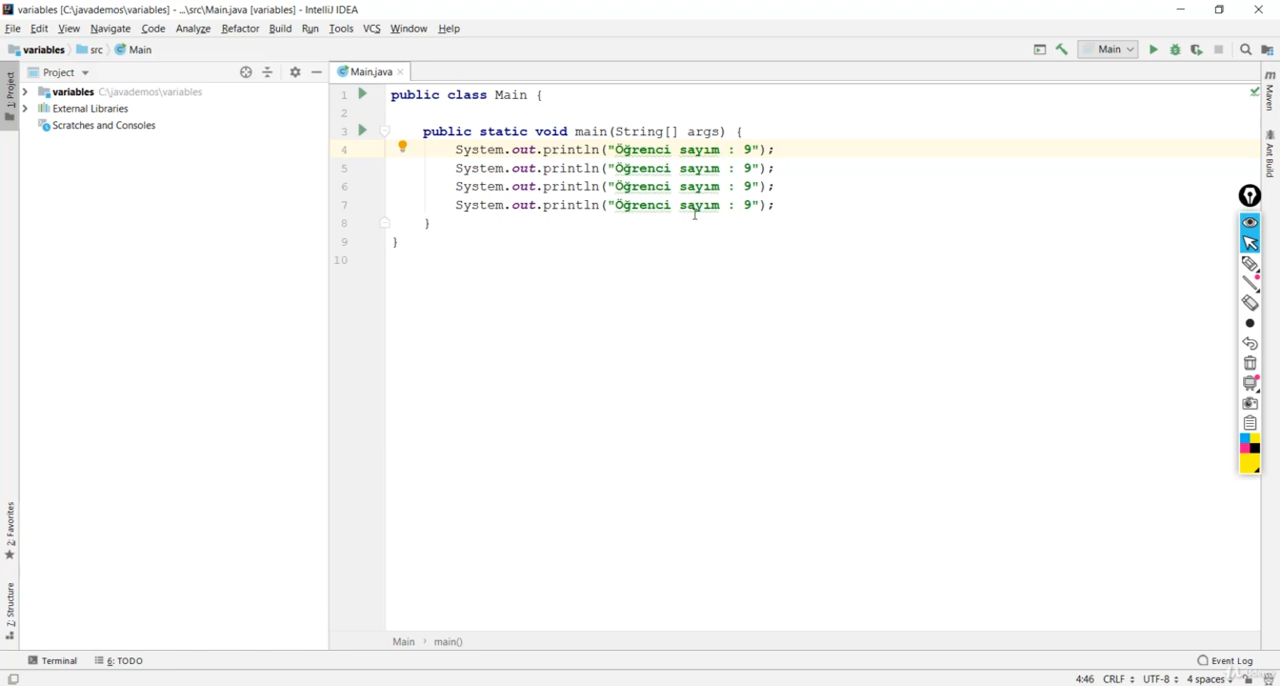 variables [C:\javademos\variables] - ...\src\Main.java [variables] - IntelliJ IDEA
File Edit View Navigate Code Analyze Refactor Build Run Tools VCS Window Help
variables src Main
Main
Project
Main.java
1: Project
variables C:\javademos\variables
External Libraries
Scratches and Consoles
1 public class Main {
2
3 public static void main(String[] args) {
4 System.out.println("Öğrenci sayım : 9");
5 System.out.println("Öğrenci sayım : 9");
6 System.out.println("Öğrenci sayım : 9");
7 System.out.println("Öğrenci sayım : 9");
8 }
9 }
10
m Maven
Ant Build
2: Favorites
7: Structure
Main › main()
Terminal 6: TODO
Event Log
4:46 CRLF UTF-8 4 spaces